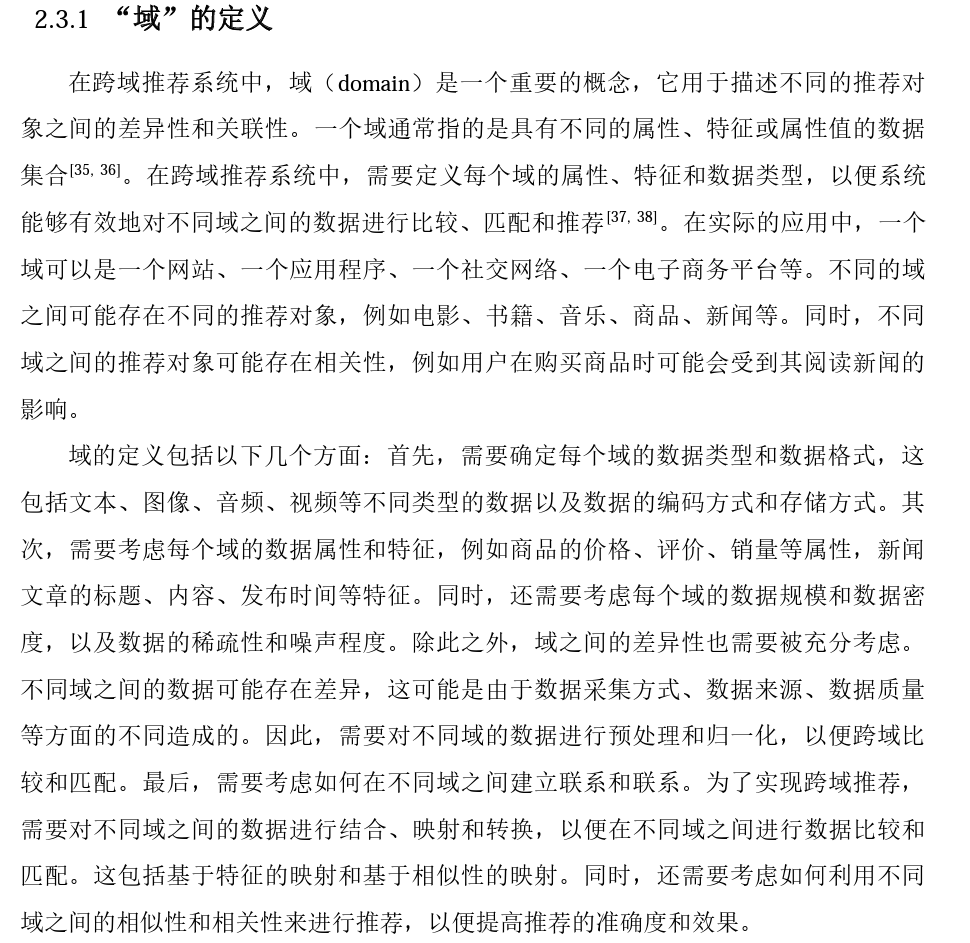 2.3.1 “域”的定义
在跨域推荐系统中，域（domain）是一个重要的概念，它用于描述不同的推荐对
象之间的差异性和关联性。一个域通常指的是具有不同的属性、特征或属性值的数据
集合[35, 36]。在跨域推荐系统中，需要定义每个域的属性、特征和数据类型，以便系统
能够有效地对不同域之间的数据进行比较、匹配和推荐[37, 38]。在实际的应用中，一个
域可以是一个网站、一个应用程序、一个社交网络、一个电子商务平台等。不同的域
之间可能存在不同的推荐对象，例如电影、书籍、音乐、商品、新闻等。同时，不同
域之间的推荐对象可能存在相关性，例如用户在购买商品时可能会受到其阅读新闻的
影响。
域的定义包括以下几个方面：首先，需要确定每个域的数据类型和数据格式，这
包括文本、图像、音频、视频等不同类型的数据以及数据的编码方式和存储方式。其
次，需要考虑每个域的数据属性和特征，例如商品的价格、评价、销量等属性，新闻
文章的标题、内容、发布时间等特征。同时，还需要考虑每个域的数据规模和数据密
度，以及数据的稀疏性和噪声程度。除此之外，域之间的差异性也需要被充分考虑。
不同域之间的数据可能存在差异，这可能是由于数据采集方式、数据来源、数据质量
等方面的不同造成的。因此，需要对不同域的数据进行预处理和归一化，以便跨域比
较和匹配。最后，需要考虑如何在不同域之间建立联系和联系。为了实现跨域推荐，
需要对不同域之间的数据进行结合、映射和转换，以便在不同域之间进行数据比较和
匹配。这包括基于特征的映射和基于相似性的映射。同时，还需要考虑如何利用不同
域之间的相似性和相关性来进行推荐，以便提高推荐的准确度和效果。